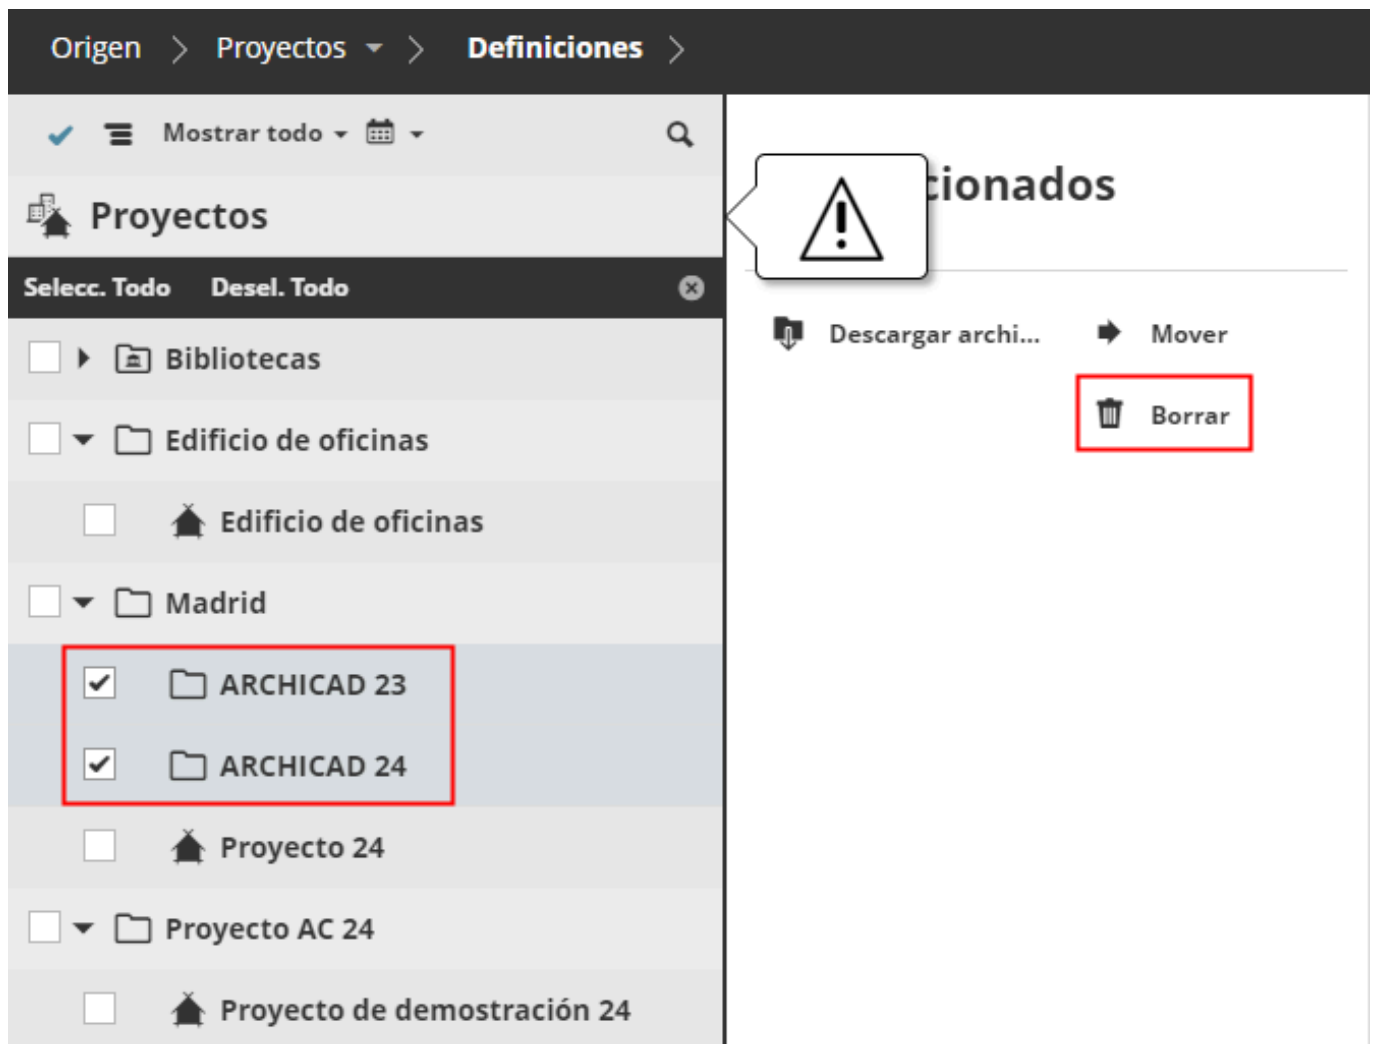 Origen > Proyectos > Definiciones >
Mostrar todo
Proyectos
Selecc. Todo Desel. Todo
Bibliotecas
Edificio de oficinas
Edificio de oficinas
Madrid
ARCHICAD 23
ARCHICAD 24
Proyecto 24
Proyecto AC 24
Proyecto de demostración 24
Descargar archi... Mover
Borrar